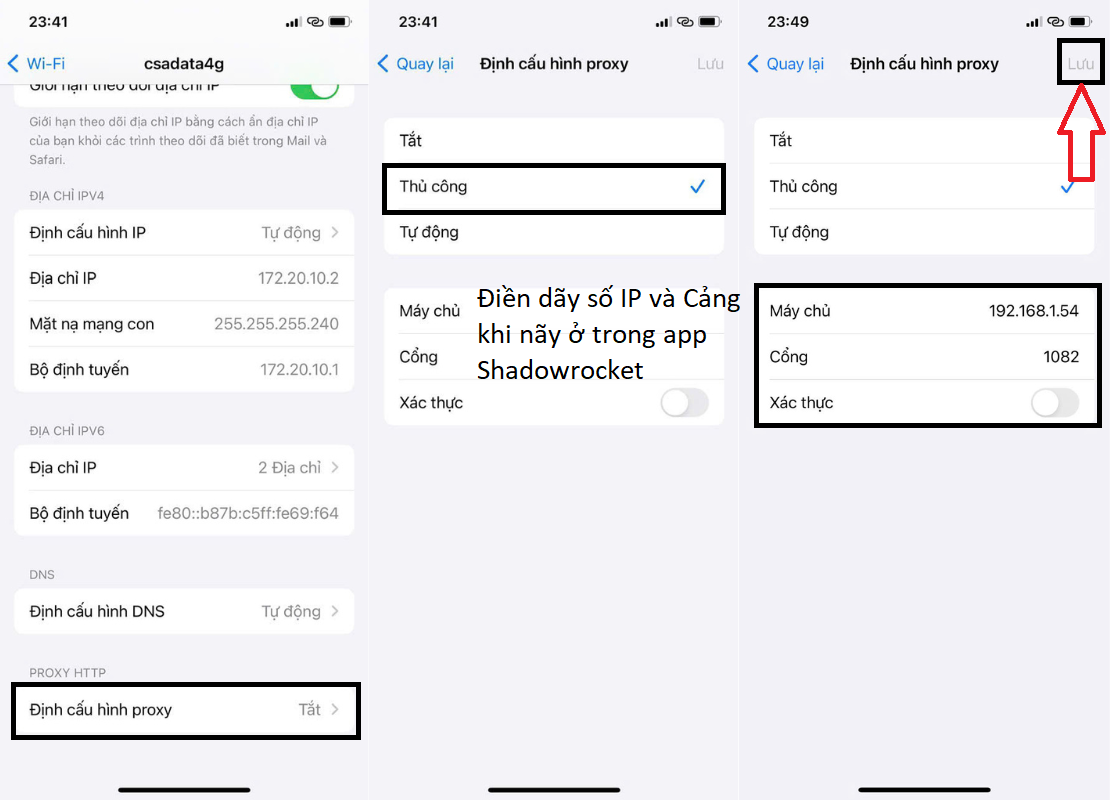 23:41
Wi-Fi
csadata4g
Giới hạn theo dõi địa chỉ IP
Giới hạn theo dõi địa chỉ IP bằng cách ẩn địa chỉ IP
của bạn khỏi các trình theo dõi đã biết trong Mail và
Safari.
ĐỊA CHỈ IPV4
Định cấu hình IP Tự động
Địa chỉ IP 172.20.10.2
Mặt nạ mạng con 255.255.255.240
Bộ định tuyến 172.20.10.1
ĐỊA CHỈ IPV6
Địa chỉ IP 2 Địa chỉ
Bộ định tuyến fe80::b87b:c5ff:fe69:f64
DNS
Định cấu hình DNS Tự động
PROXY HTTP
Định cấu hình proxy Tắt
23:41
Quay lại Định cấu hình proxy Lưu
Tắt
Thủ công
Tự động
Máy chủ
Cổng
Xác thực
Điền dãy số IP và Cảng
khi nãy ở trong app
Shadowrocket
23:49
Quay lại Định cấu hình proxy Lưu
Tắt
Thủ công
Tự động
Máy chủ 192.168.1.54
Cổng 1082
Xác thực